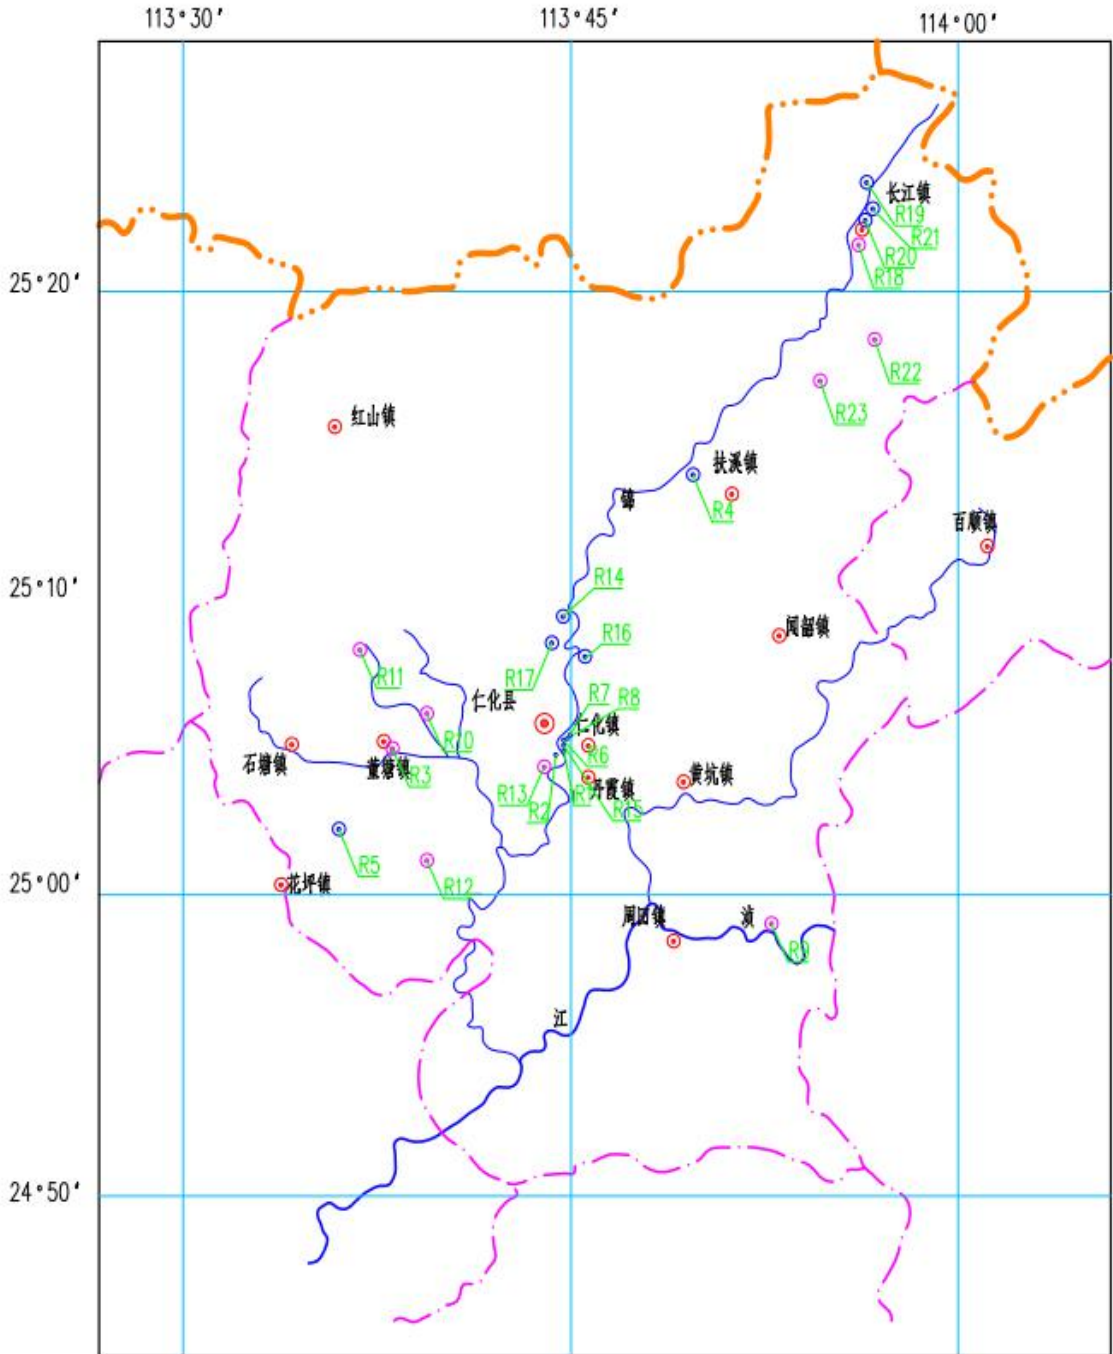 113°30′
113°45′
114°00′
长江镇
R19
R21
R20
R18
25°20′
R22
R23
红山镇
扶溪镇
锦
R4
百顺镇
25°10′
R14
闻韶镇
R16
R17
R11
仁化县
R7
R8
仁化镇
R10
石塘镇
董塘镇
R3
R6
黄坑镇
丹霞镇
R13
R2
R1
R15
R5
R12
花坪镇
25°00′
周田镇
浈
R9
江
24°50′